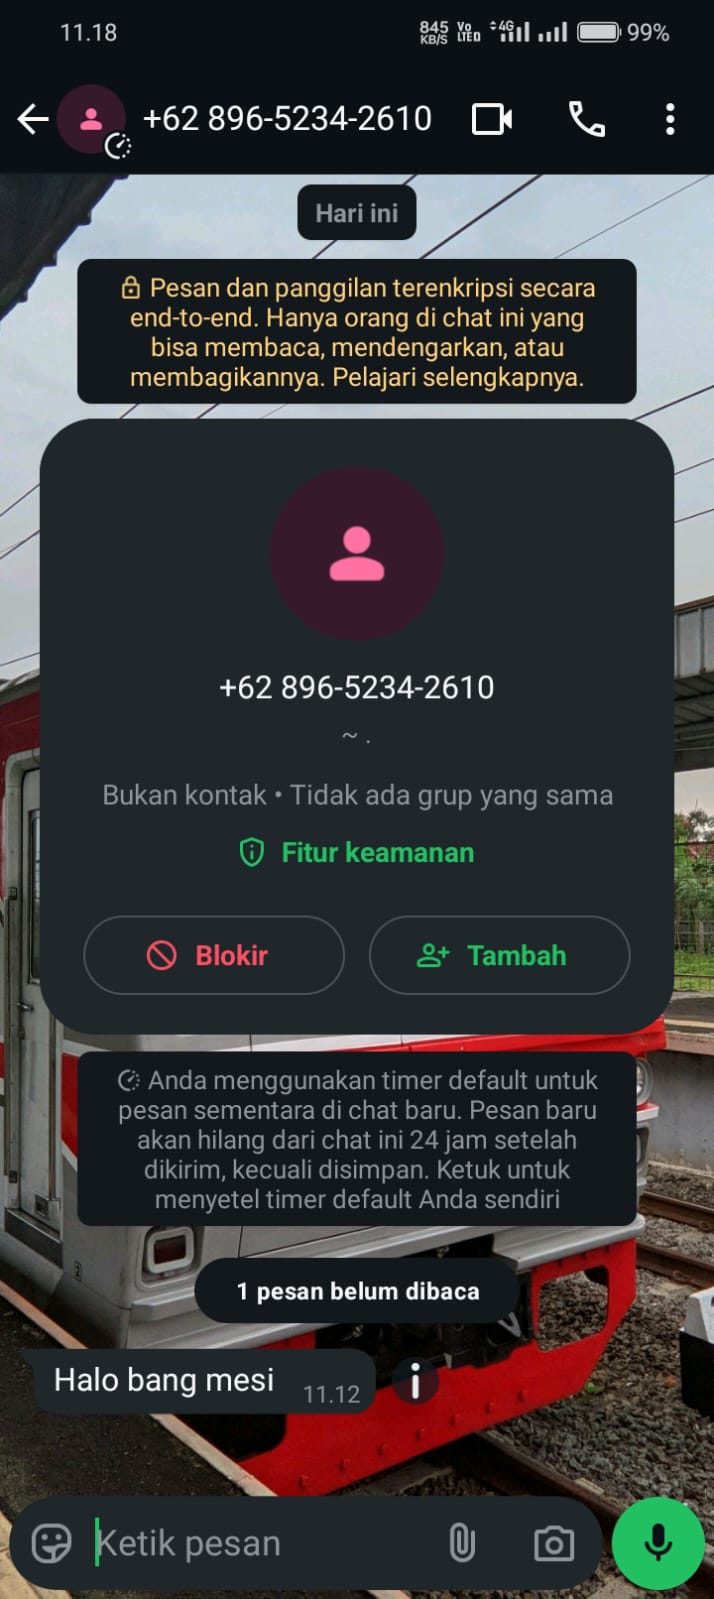 11.18
845 KB/S Vo LTED 4G 99%
+62 896-5234-2610
Hari ini
Pesan dan panggilan terenkripsi secara
end-to-end. Hanya orang di chat ini yang
bisa membaca, mendengarkan, atau
membagikannya. Pelajari selengkapnya.
+62 896-5234-2610
~ .
Bukan kontak • Tidak ada grup yang sama
Fitur keamanan
Blokir
Tambah
Anda menggunakan timer default untuk
pesan sementara di chat baru. Pesan baru
akan hilang dari chat ini 24 jam setelah
dikirim, kecuali disimpan. Ketuk untuk
menyetel timer default Anda sendiri
1 pesan belum dibaca
Halo bang mesi 11.12
Ketik pesan